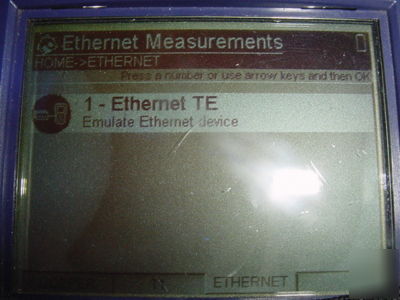 Ethernet Measurements
HOME->ETHERNET
Press a number or use arrow keys and then OK
1 - Ethernet TE
Emulate Ethernet device
ETHERNET